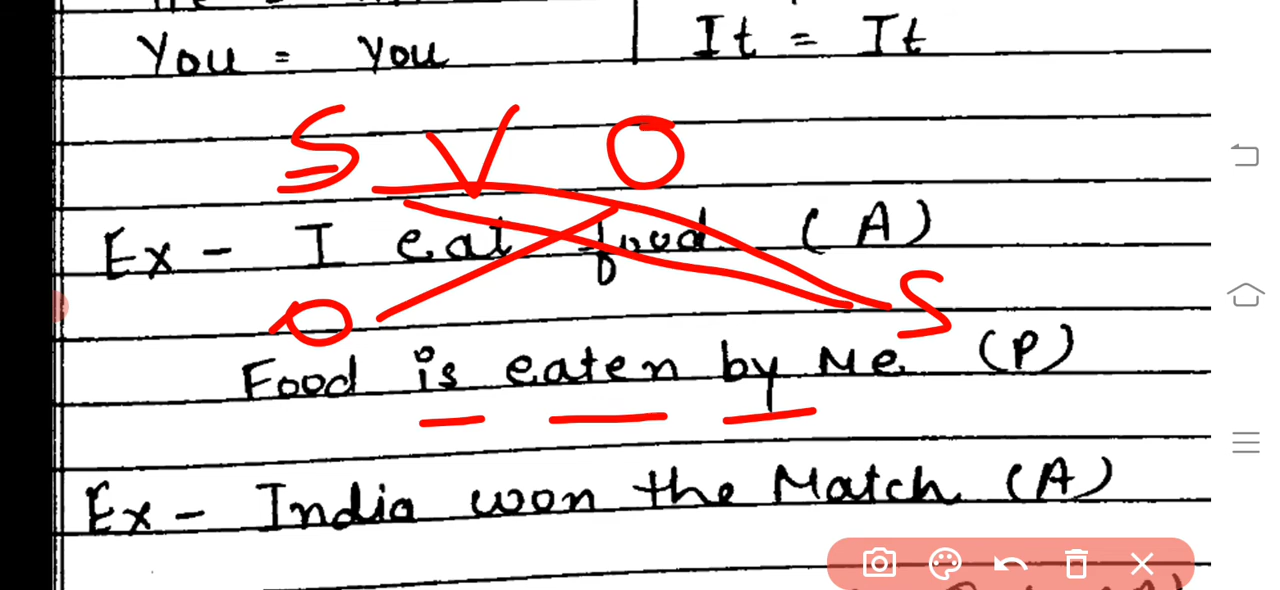 You = You
It = It
S V O
Ex - I eat food (A)
O S
Food is eaten by Me (P)
Ex - India won the Match (A)